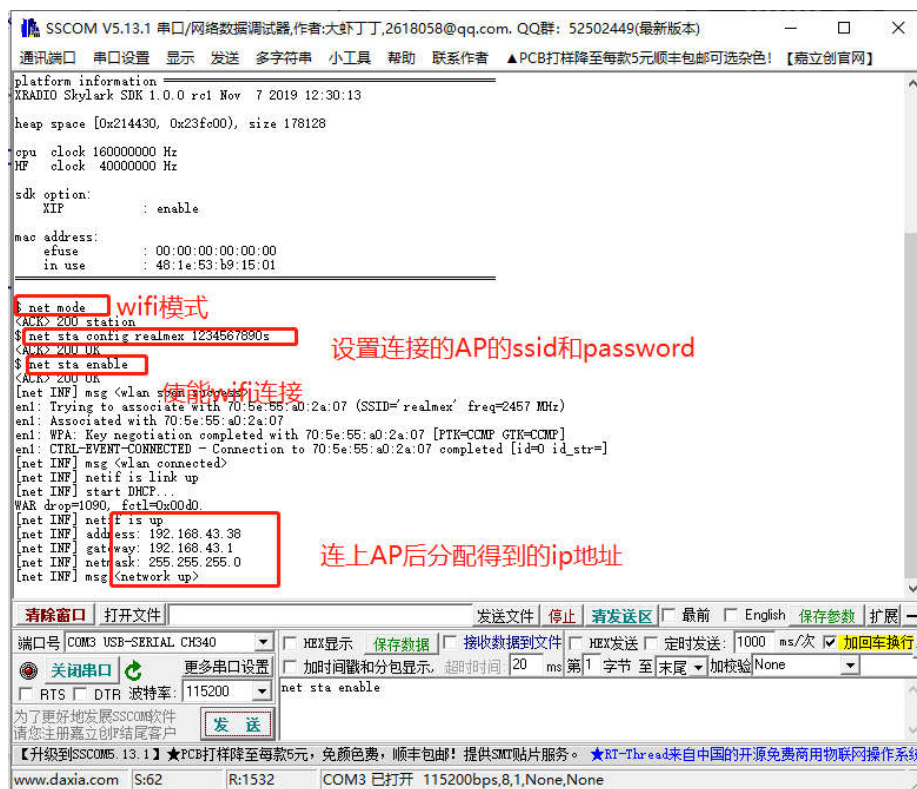 SSCOM V5.13.1 串口/网络数据调试器,作者:大虾丁丁,2618058@qq.com. QQ群: 52502449(最新版本)
通讯端口 串口设置 显示 发送 多字符串 小工具 帮助 联系作者 ▲PCB打样降至每款5元顺丰包邮可选杂色! 【嘉立创官网】
platform information ====================
XRADIO Skylark SDK 1.0.0 rc1 Nov 7 2019 12:30:13
heap space [0x214430, 0x23fc00), size 178128
cpu clock 160000000 Hz
HF clock 40000000 Hz
sdk option:
XIP : enable
mac address:
efuse : 00:00:00:00:00:00
in use : 48:1e:53:b9:15:01
====================
$ net mode wifi模式
<ACK> 200 station
$ net sta config realmex 1234567890s
设置连接的AP的ssid和password
<ACK> 200 OK
$ net sta enable
<ACK> 200 OK
使能wifi连接
[net INF] msg <wlan scan success>
en1: Trying to associate with 70:5e:55:a0:2a:07 (SSID='realmex' freq=2457 MHz)
en1: Associated with 70:5e:55:a0:2a:07
en1: WPA: Key negotiation completed with 70:5e:55:a0:2a:07 [PTK=CCMP GTK=CCMP]
en1: CTRL-EVENT-CONNECTED - Connection to 70:5e:55:a0:2a:07 completed [id=0 id_str=]
[net INF] msg <wlan connected>
[net INF] netif is link up
[net INF] start DHCP...
WAR drop=1090, fctl=0x00d0.
[net INF] netif is up
[net INF] address: 192.168.43.38
[net INF] gateway: 192.168.43.1
连上AP后分配得到的ip地址
[net INF] netmask: 255.255.255.0
[net INF] msg <network up>
清除窗口 打开文件 发送文件 停止 清发送区 最前 English 保存参数 扩展 —
端口号 COM3 USB-SERIAL CH340 HEX显示 保存数据 接收数据到文件 HEX发送 定时发送: 1000 ms/次 加回车换行
关闭串口 更多串口设置 加时间戳和分包显示, 超时时间: 20 ms 第1 字节 至 末尾 加校验 None
RTS DTR 波特率: 115200 net sta enable
为了更好地发展SSCOM软件
请您注册嘉立创F结尾客户
发 送
【升级到SSCOM5.13.1】★PCB打样降至每款5元, 免颜色费, 顺丰包邮! 提供SMT贴片服务。 ★RT-Thread来自中国的开源免费商用物联网操作系统
www.daxia.com S:62 R:1532 COM3 已打开 115200bps,8,1,None,None